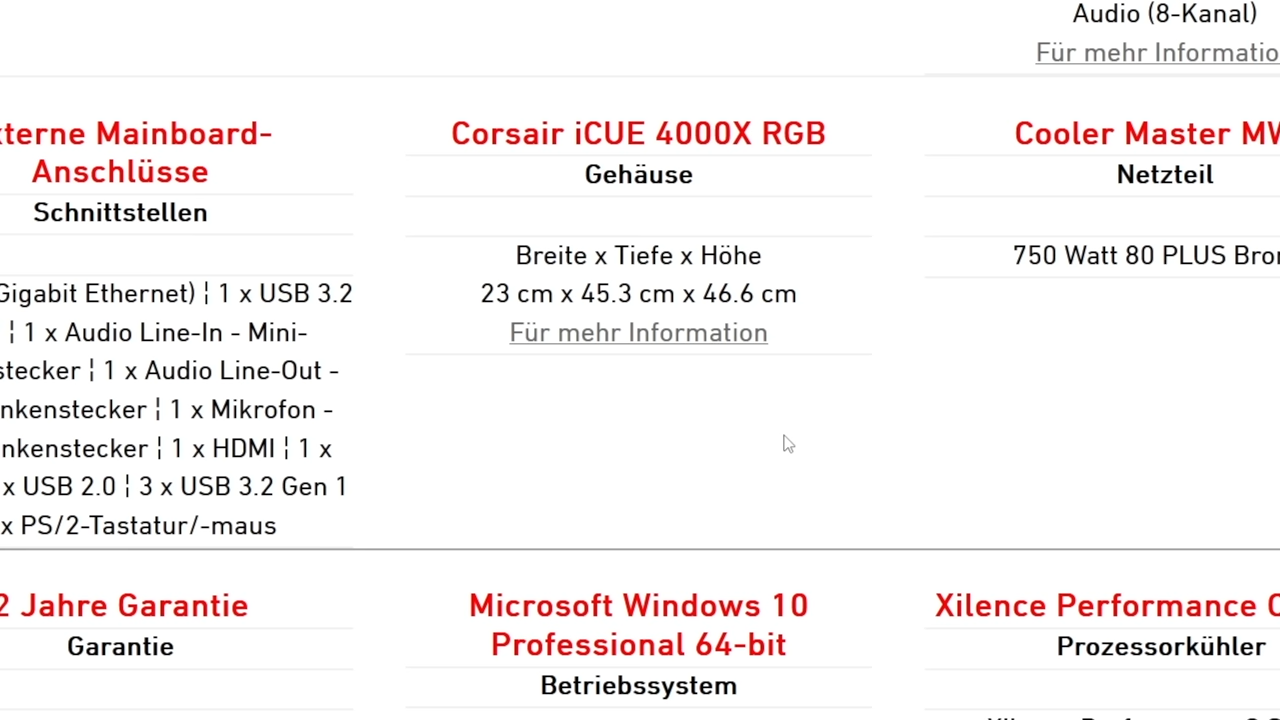 Audio (8-Kanal)
Für mehr Informatio
xterne Mainboard-
Anschlüsse
Schnittstellen
Gigabit Ethernet) ¦ 1 x USB 3.2
¦ 1 x Audio Line-In - Mini-
stecker ¦ 1 x Audio Line-Out -
nkenstecker ¦ 1 x Mikrofon -
nkenstecker ¦ 1 x HDMI ¦ 1 x
x USB 2.0 ¦ 3 x USB 3.2 Gen 1
x PS/2-Tastatur/-maus
Corsair iCUE 4000X RGB
Gehäuse
Breite x Tiefe x Höhe
23 cm x 45.3 cm x 46.6 cm
Für mehr Information
Cooler Master MW
Netzteil
750 Watt 80 PLUS Bron
2 Jahre Garantie
Garantie
Microsoft Windows 10
Professional 64-bit
Betriebssystem
Xilence Performance C
Prozessorkühler